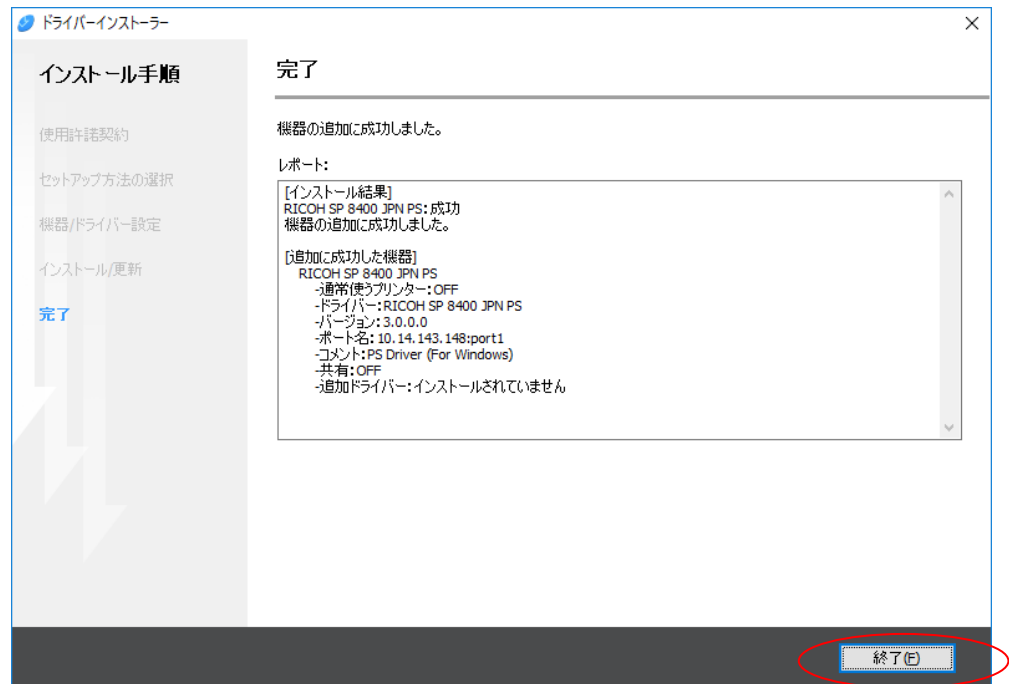 ドライバーインストーラー
インストール手順
使用許諾契約
セットアップ方法の選択
機器/ドライバー設定
インストール/更新
完了
完了
機器の追加に成功しました。
レポート:
[インストール結果]
RICOH SP 8400 JPN PS:成功
機器の追加に成功しました。
[追加に成功した機器]
RICOH SP 8400 JPN PS
-通常使うプリンター:OFF
-ドライバー:RICOH SP 8400 JPN PS
-バージョン:3.0.0.0
-ポート名:10.14.143.148:port1
-コメント:PS Driver (For Windows)
-共有:OFF
-追加ドライバー:インストールされていません
終了(F)